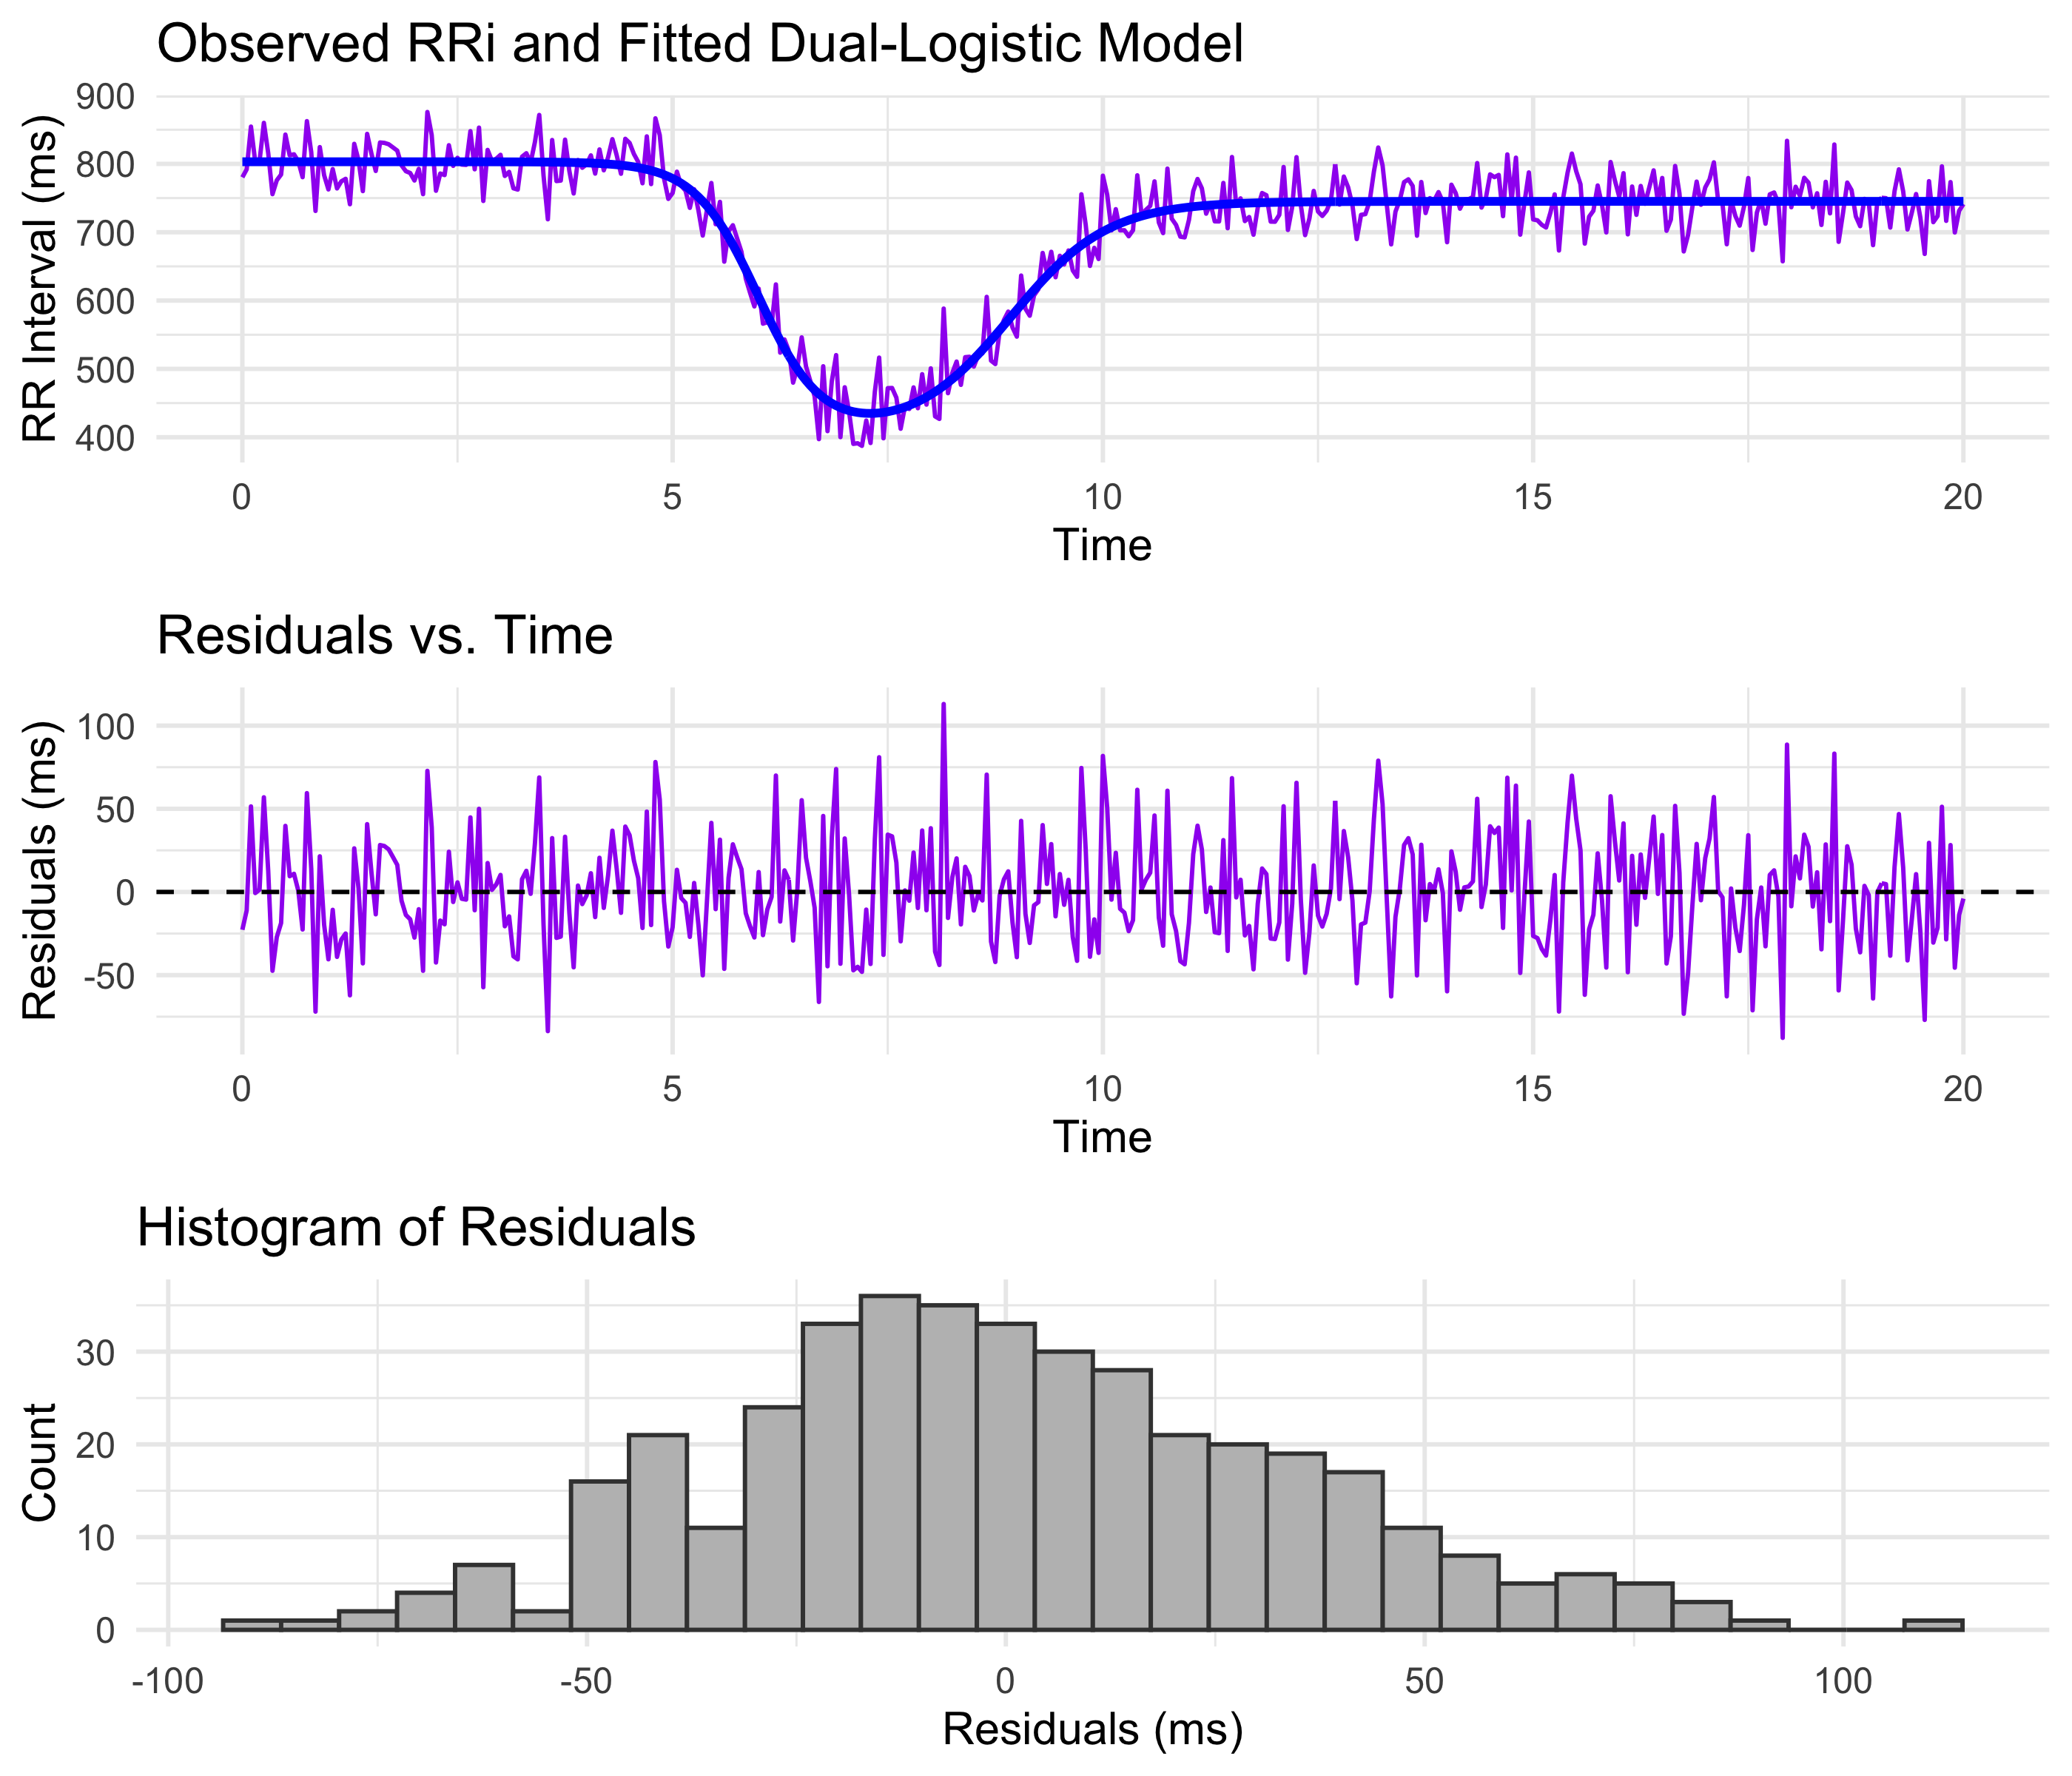 Observed RRi and Fitted Dual-Logistic Model
RR Interval (ms)
900
800
700
600
500
400
0 5 10 15 20
Time
Residuals vs. Time
Residuals (ms)
100
50
0
-50
0 5 10 15 20
Time
Histogram of Residuals
Count
30
20
10
0
-100 -50 0 50 100
Residuals (ms)